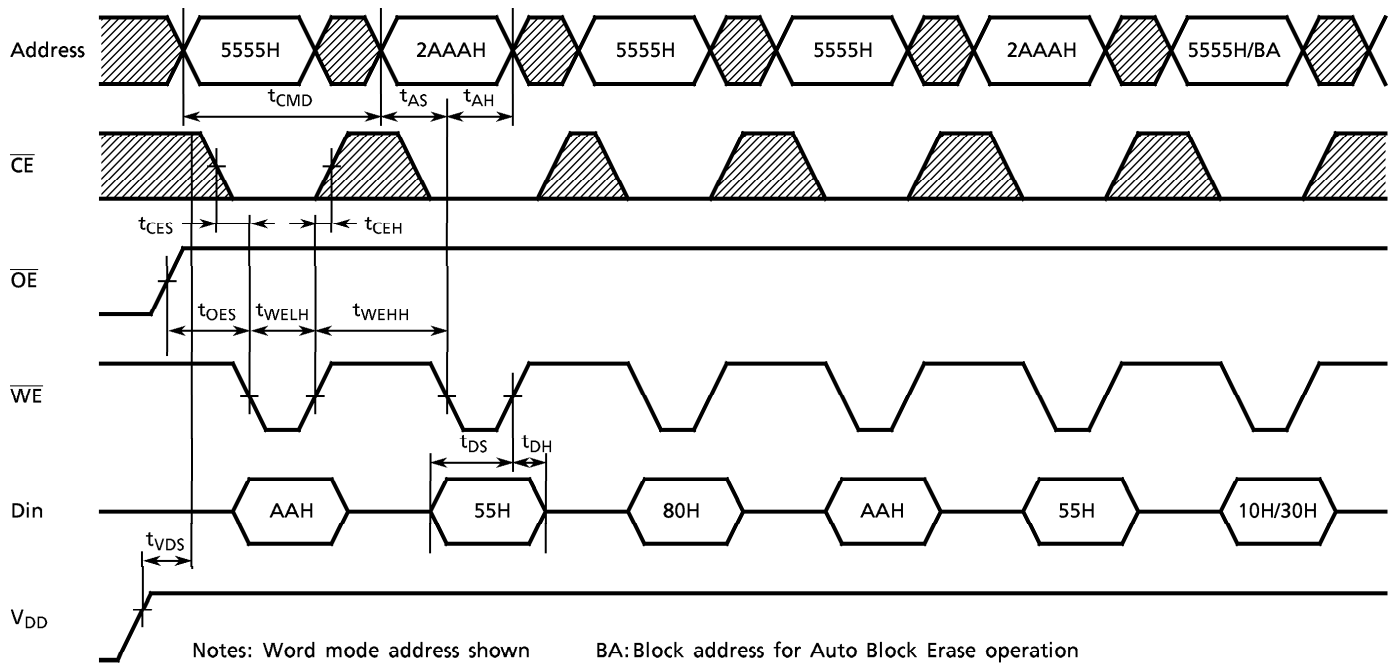 Address 5555H 2AAAH 5555H 5555H 2AAAH 5555H/BA
tCMD tAS tAH
CE
tCES tCEH
OE
tOES tWELH tWEHH
WE
tDS tDH
Din AAH 55H 80H AAH 55H 10H/30H
tVDS
VDD
Notes: Word mode address shown BA: Block address for Auto Block Erase operation